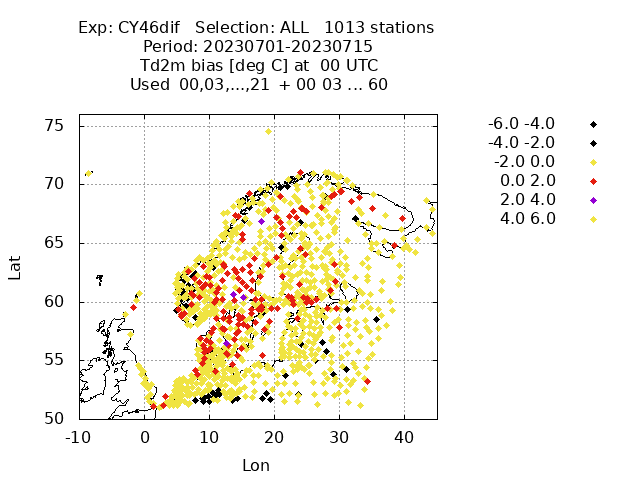 Exp: CY46dif   Selection: ALL   1013 stations
Period: 20230701-20230715
Td2m bias [deg C] at  00 UTC
Used  00,03,...,21  + 00 03 ... 60
-6.0 -4.0
-4.0 -2.0
-2.0 0.0
0.0 2.0
2.0 4.0
4.0 6.0
75
70
65
60
55
50
Lat
-10 0 10 20 30 40
Lon